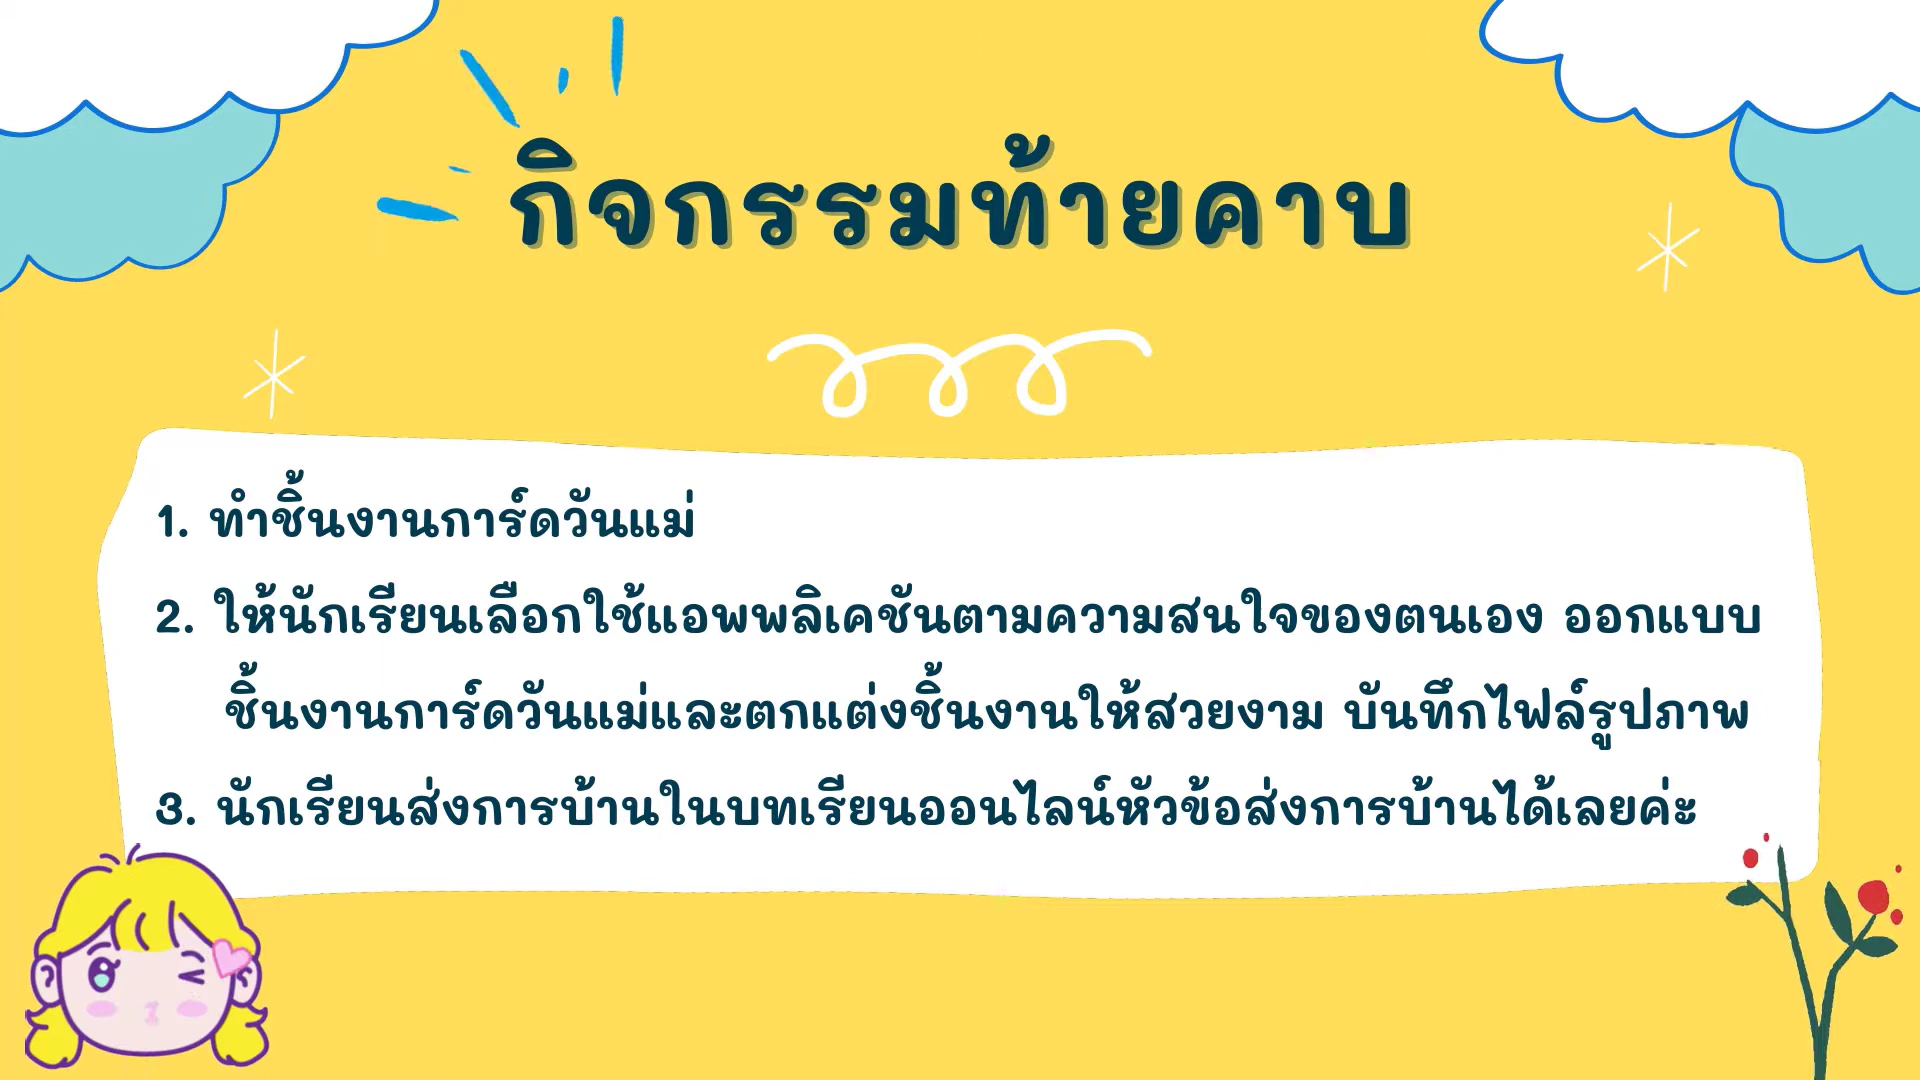 กิจกรรมท้ายคาบ
1. ทำชิ้นงานการ์ดวันแม่
2. ให้นักเรียนเลือกใช้แอพพลิเคชันตามความสนใจของตนเอง ออกแบบ
ชิ้นงานการ์ดวันแม่และตกแต่งชิ้นงานให้สวยงาม บันทึกไฟล์รูปภาพ
3. นักเรียนส่งการบ้านในบทเรียนออนไลน์หัวข้อส่งการบ้านได้เลยค่ะ